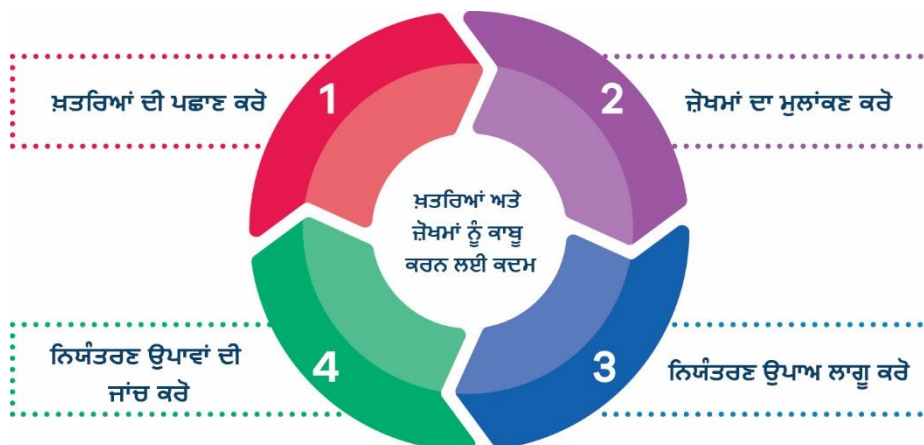 1
ਖ਼ਤਰਿਆਂ ਦੀ ਪਛਾਣ ਕਰੋ
2
ਜ਼ੋਖਮਾਂ ਦਾ ਮੁਲਾਂਕਣ ਕਰੋ
ਖ਼ਤਰਿਆਂ ਅਤੇ
ਜ਼ੋਖਮਾਂ ਨੂੰ ਕਾਬੂ
ਕਰਨ ਲਈ ਕਦਮ
3
ਨਿਯੰਤਰਣ ਉਪਾਅ ਲਾਗੂ ਕਰੋ
4
ਨਿਯੰਤਰਣ ਉਪਾਵਾਂ ਦੀ
ਜਾਂਚ ਕਰੋ